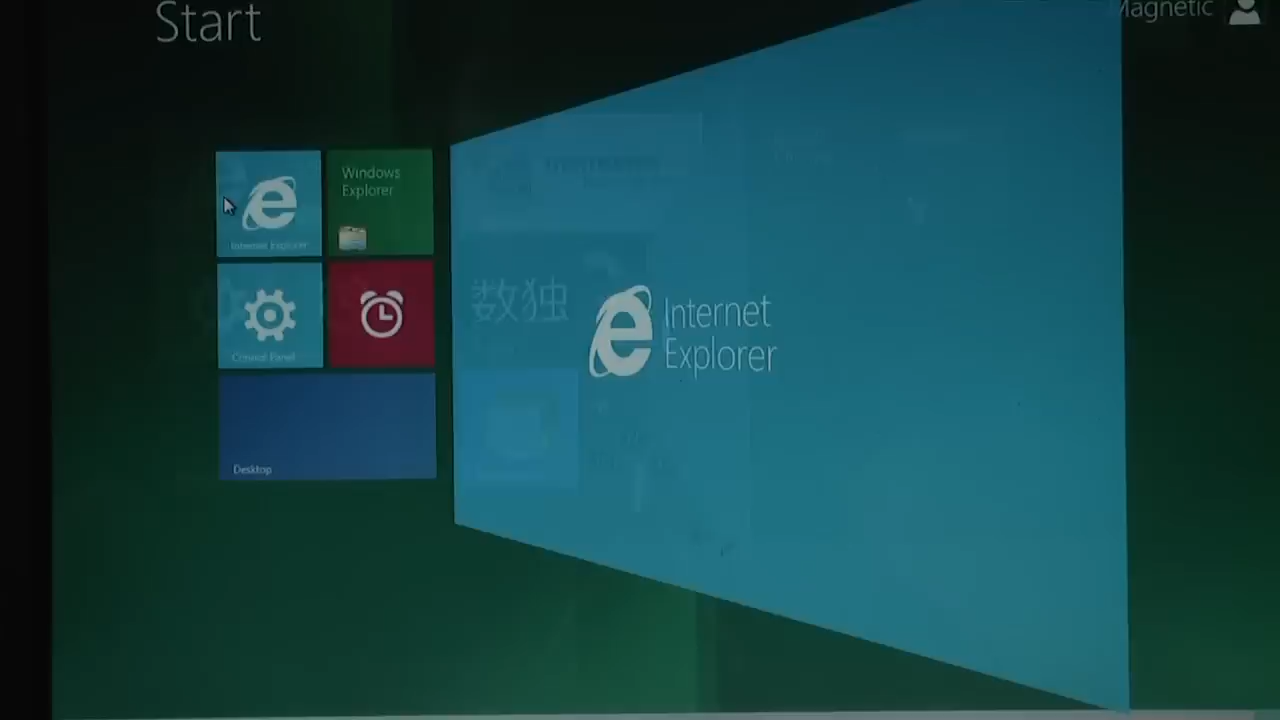 Start
Magnetic
Windows
Explorer
Internet Explorer
数独
Internet
Explorer
Control Panel
Desktop